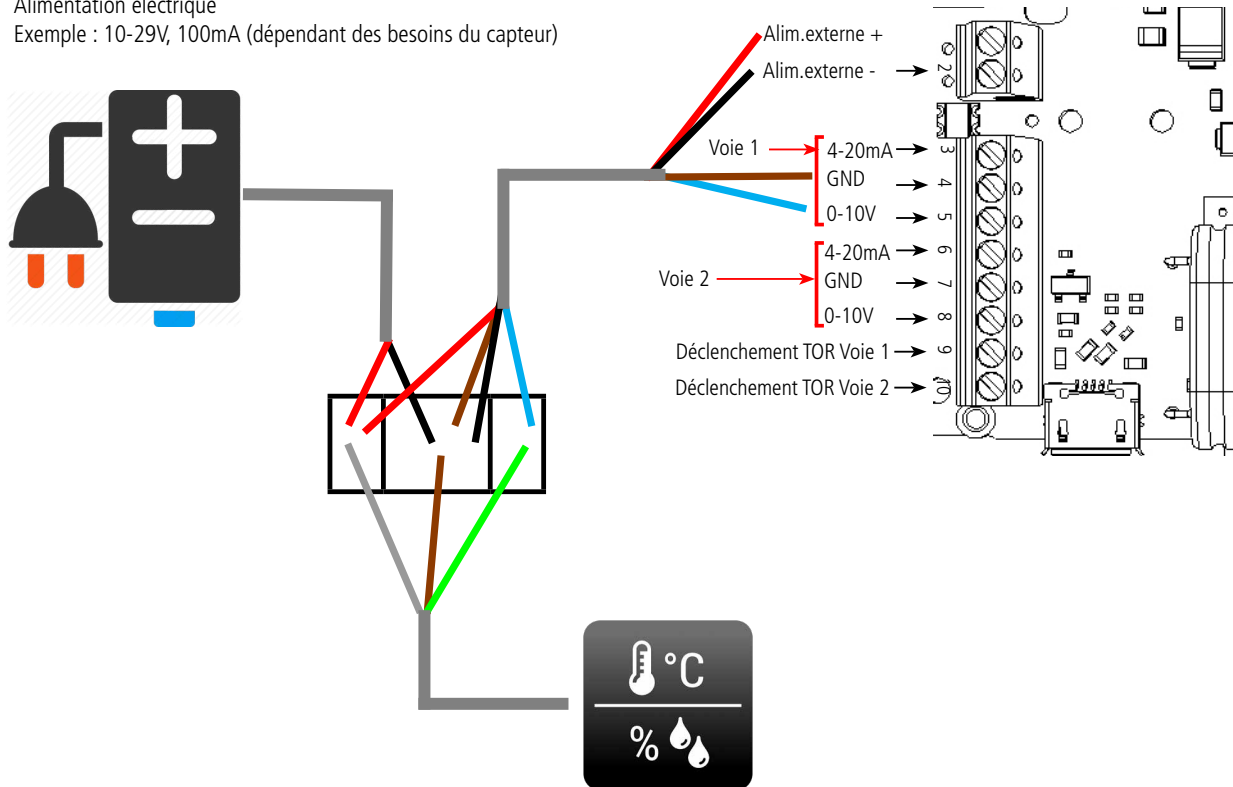 Alimentation électrique
Exemple : 10-29V, 100mA (dépendant des besoins du capteur)
Alim.externe +
Alim.externe -
2
Voie 1
4-20mA
3
GND
4
0-10V
5
4-20mA
6
Voie 2
GND
7
0-10V
8
Déclenchement TOR Voie 1
9
Déclenchement TOR Voie 2
10
°C
%